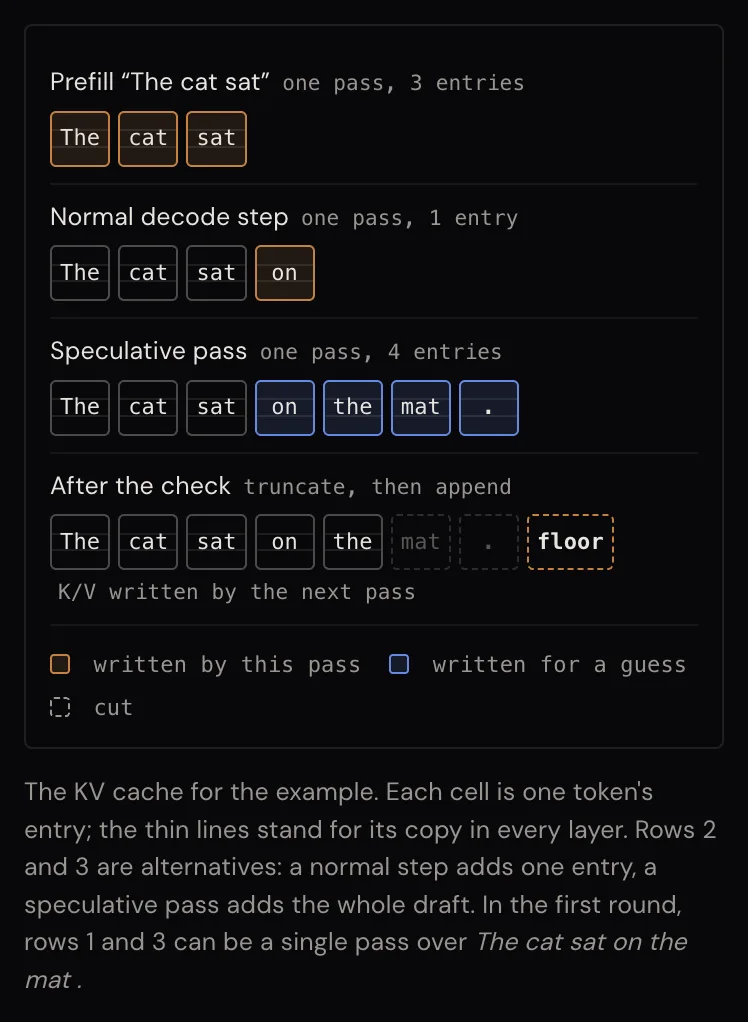 Prefill “The cat sat” one pass, 3 entries
The cat sat
Normal decode step one pass, 1 entry
The cat sat on
Speculative pass one pass, 4 entries
The cat sat on the mat .
After the check truncate, then append
The cat sat on the mat . floor
K/V written by the next pass
written by this pass written for a guess
cut
The KV cache for the example. Each cell is one token's
entry; the thin lines stand for its copy in every layer. Rows 2
and 3 are alternatives: a normal step adds one entry, a
speculative pass adds the whole draft. In the first round,
rows 1 and 3 can be a single pass over The cat sat on the
mat .